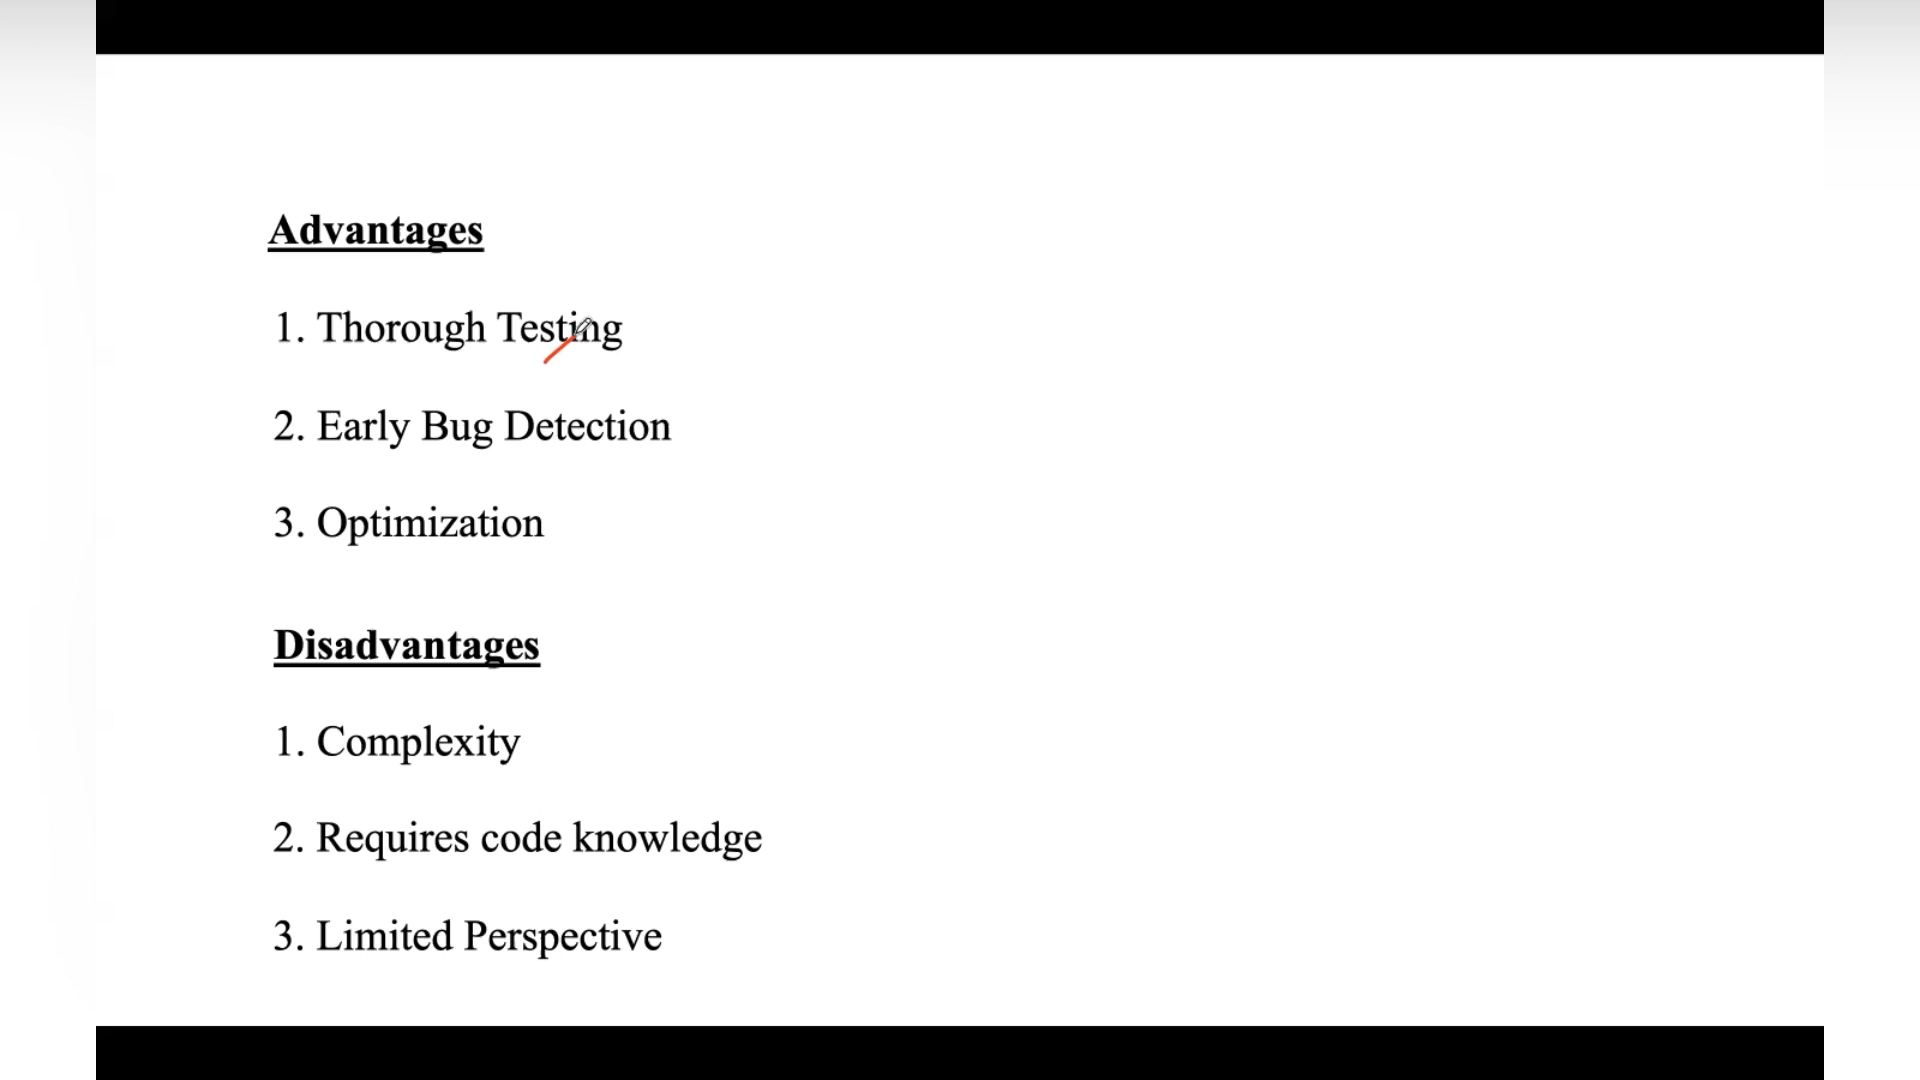 Advantages
1. Thorough Testing
2. Early Bug Detection
3. Optimization
Disadvantages
1. Complexity
2. Requires code knowledge
3. Limited Perspective